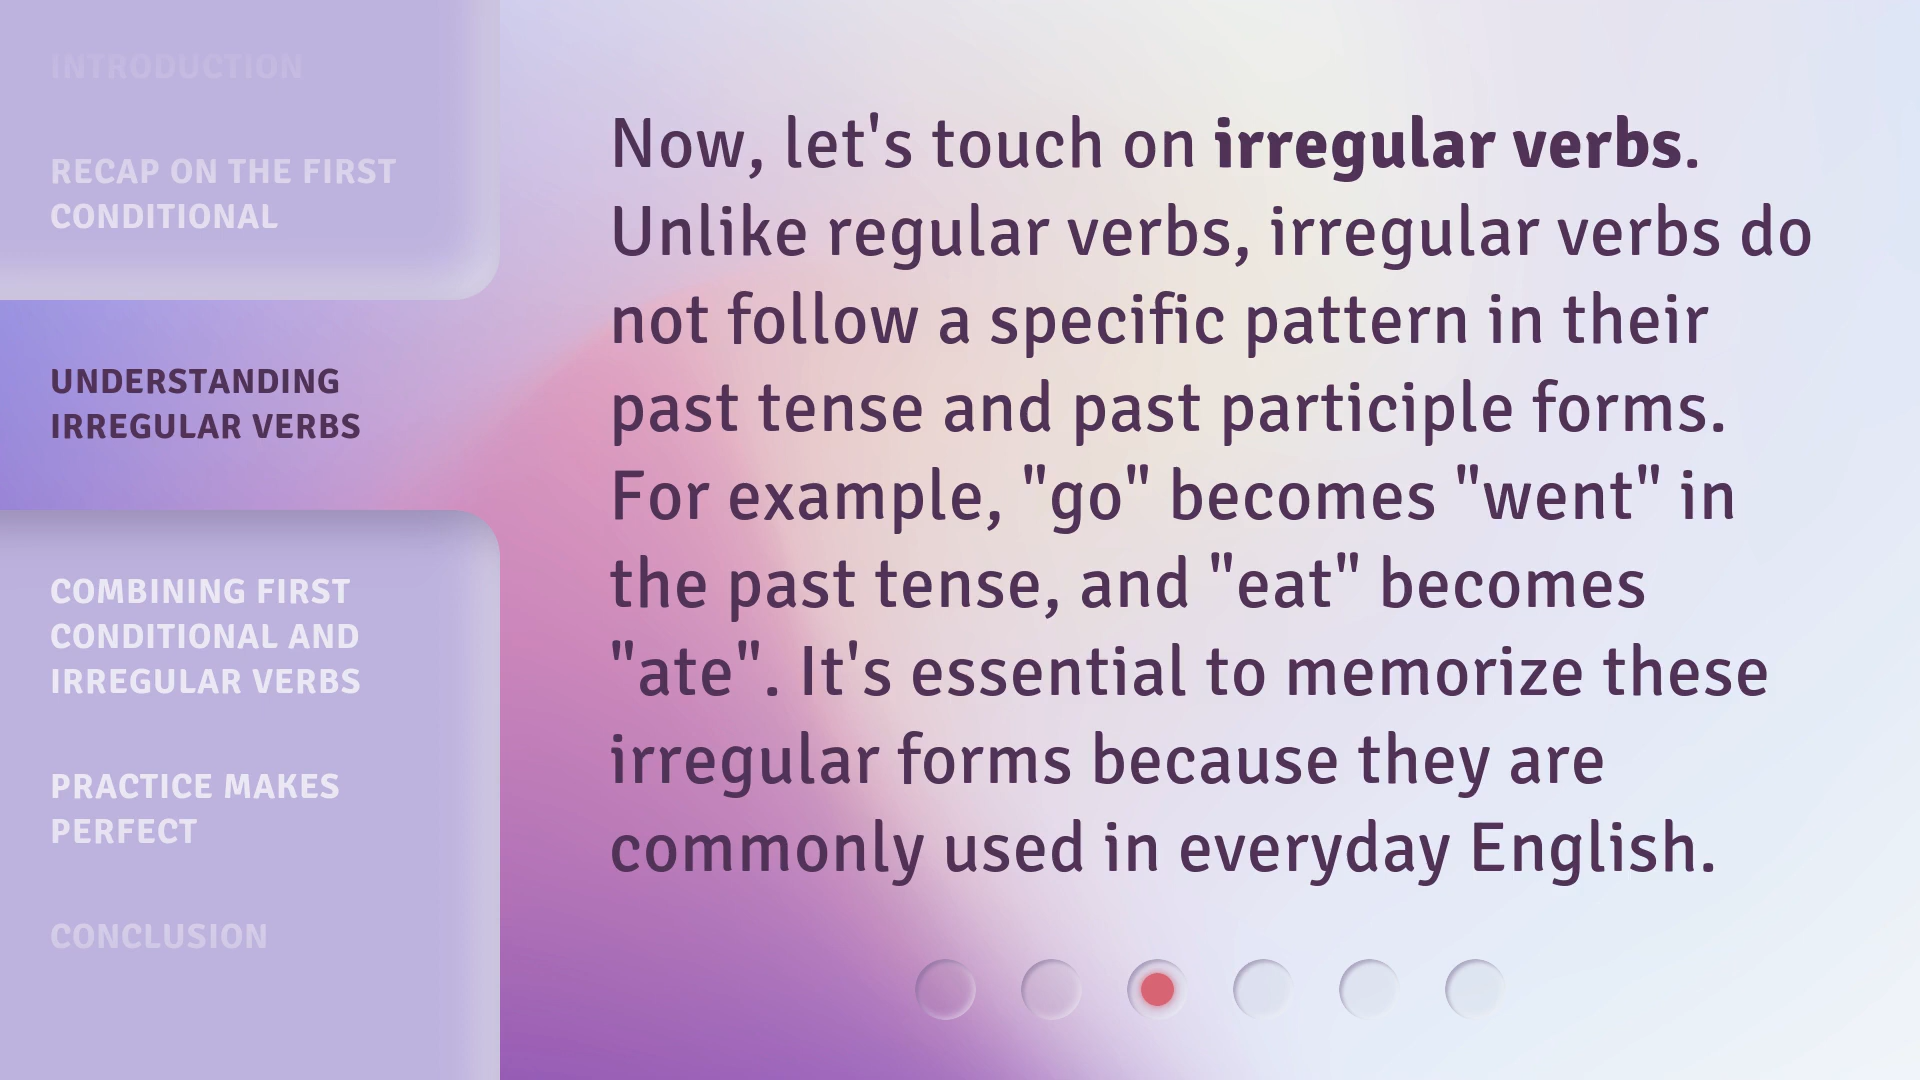 INTRODUCTION
RECAP ON THE FIRST
CONDITIONAL
UNDERSTANDING
IRREGULAR VERBS
COMBINING FIRST
CONDITIONAL AND
IRREGULAR VERBS
PRACTICE MAKES
PERFECT
CONCLUSION
Now, let's touch on irregular verbs.
Unlike regular verbs, irregular verbs do
not follow a specific pattern in their
past tense and past participle forms.
For example, "go" becomes "went" in
the past tense, and "eat" becomes
"ate". It's essential to memorize these
irregular forms because they are
commonly used in everyday English.